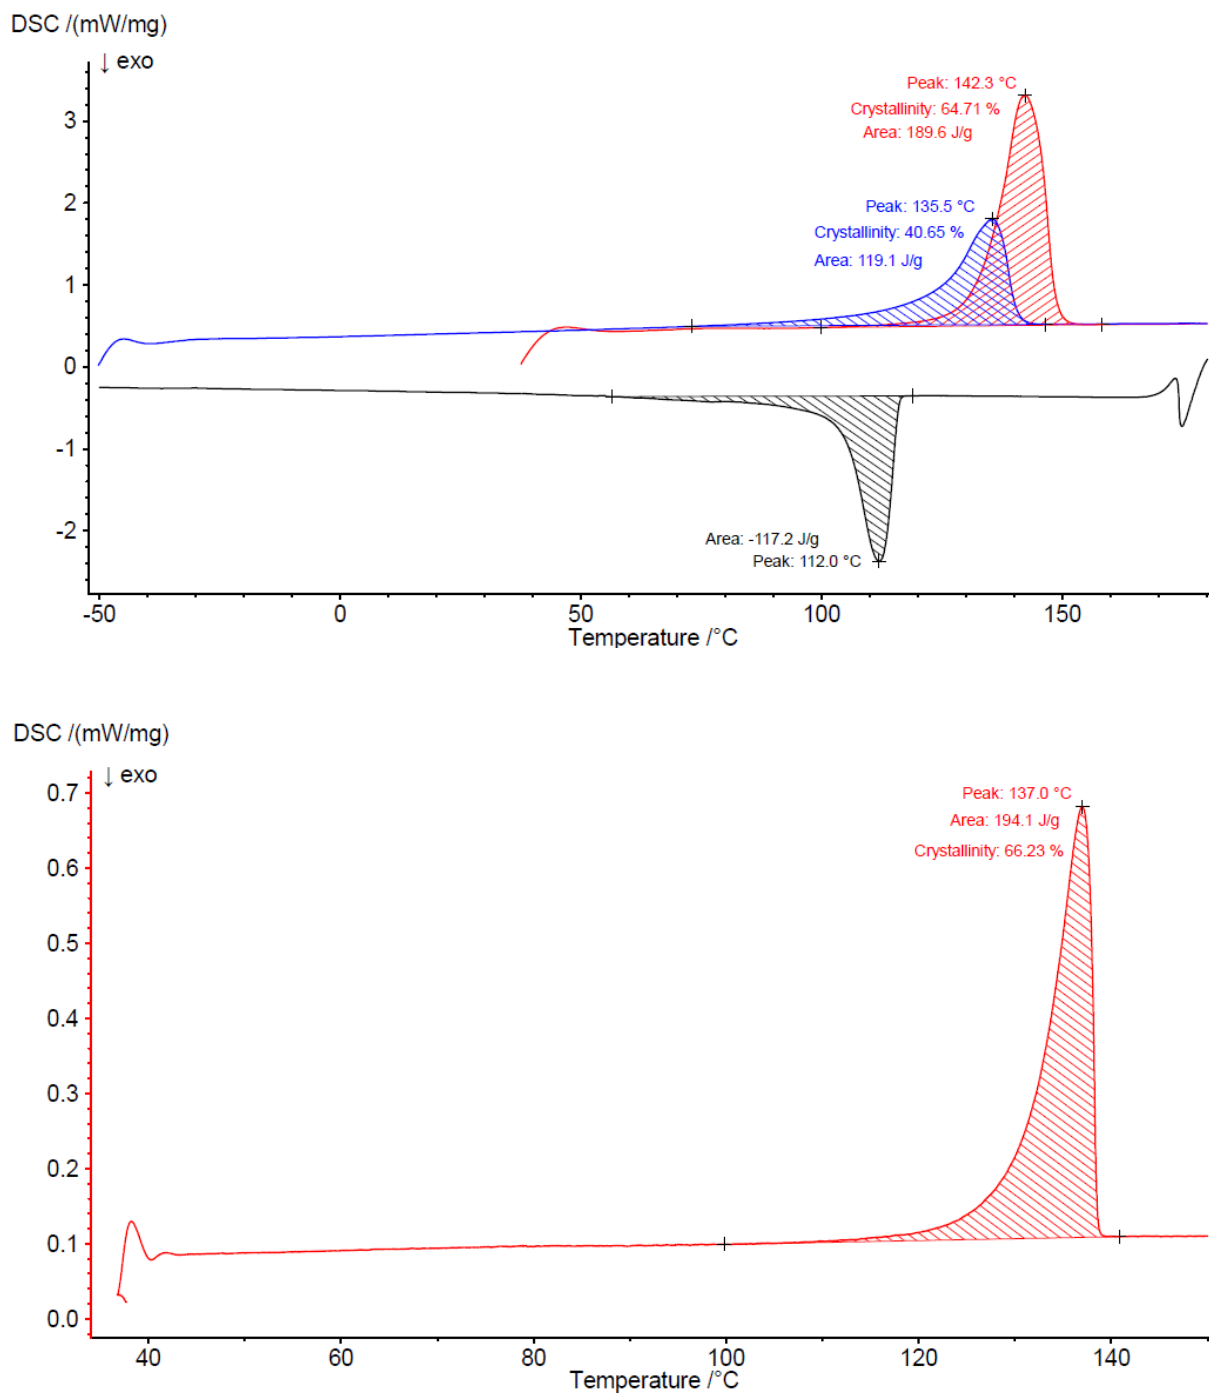 DSC /(mW/mg)
↓ exo
Peak: 142.3 °C
Crystallinity: 64.71 %
Area: 189.6 J/g
Peak: 135.5 °C
Crystallinity: 40.65 %
Area: 119.1 J/g
3
2
1
0
-1
-2
Area: -117.2 J/g
Peak: 112.0 °C
-50 0 50 100 150
Temperature /°C
DSC /(mW/mg)
↓ exo
Peak: 137.0 °C
Area: 194.1 J/g
Crystallinity: 66.23 %
0.7
0.6
0.5
0.4
0.3
0.2
0.1
0.0
40 60 80 100 120 140
Temperature /°C